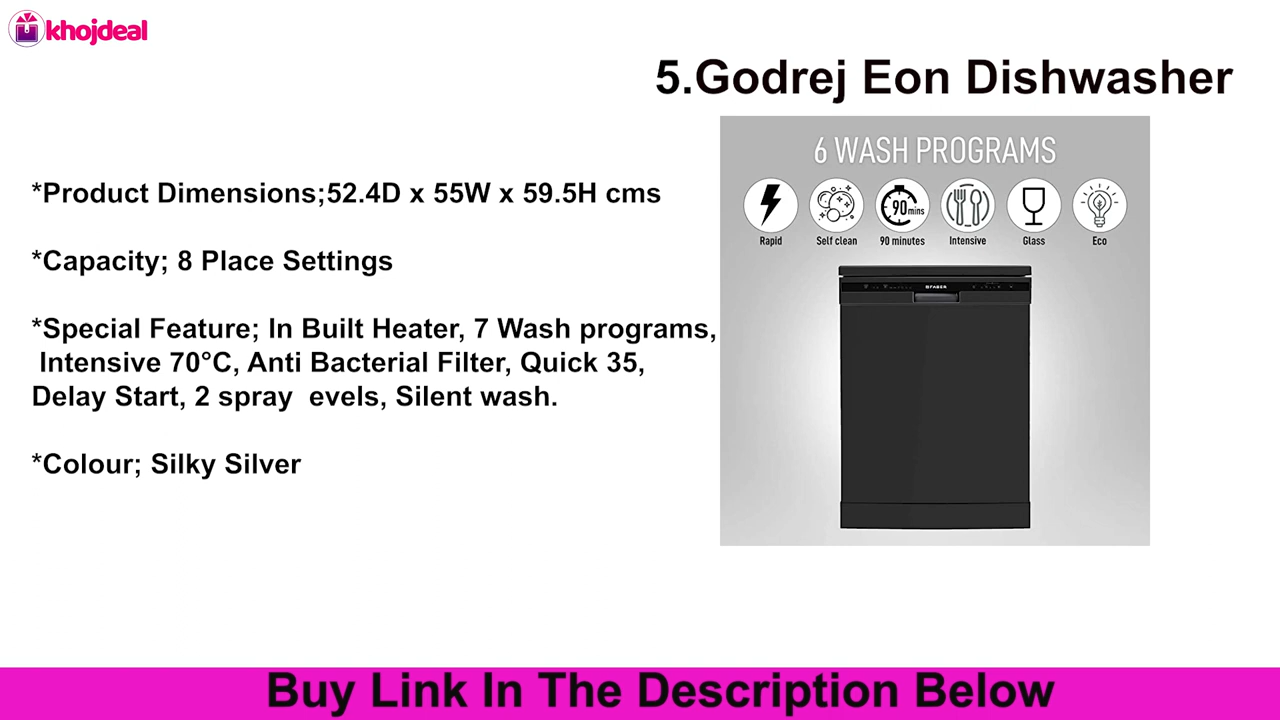 khojdeal
5.Godrej Eon Dishwasher
*Product Dimensions;52.4D x 55W x 59.5H cms
*Capacity; 8 Place Settings
*Special Feature; In Built Heater, 7 Wash programs,
Intensive 70°C, Anti Bacterial Filter, Quick 35,
Delay Start, 2 spray  evels, Silent wash.
*Colour; Silky Silver
6 WASH PROGRAMS
90 mins
Rapid Self clean 90 minutes Intensive Glass Eco
FABER
Buy Link In The Description Below